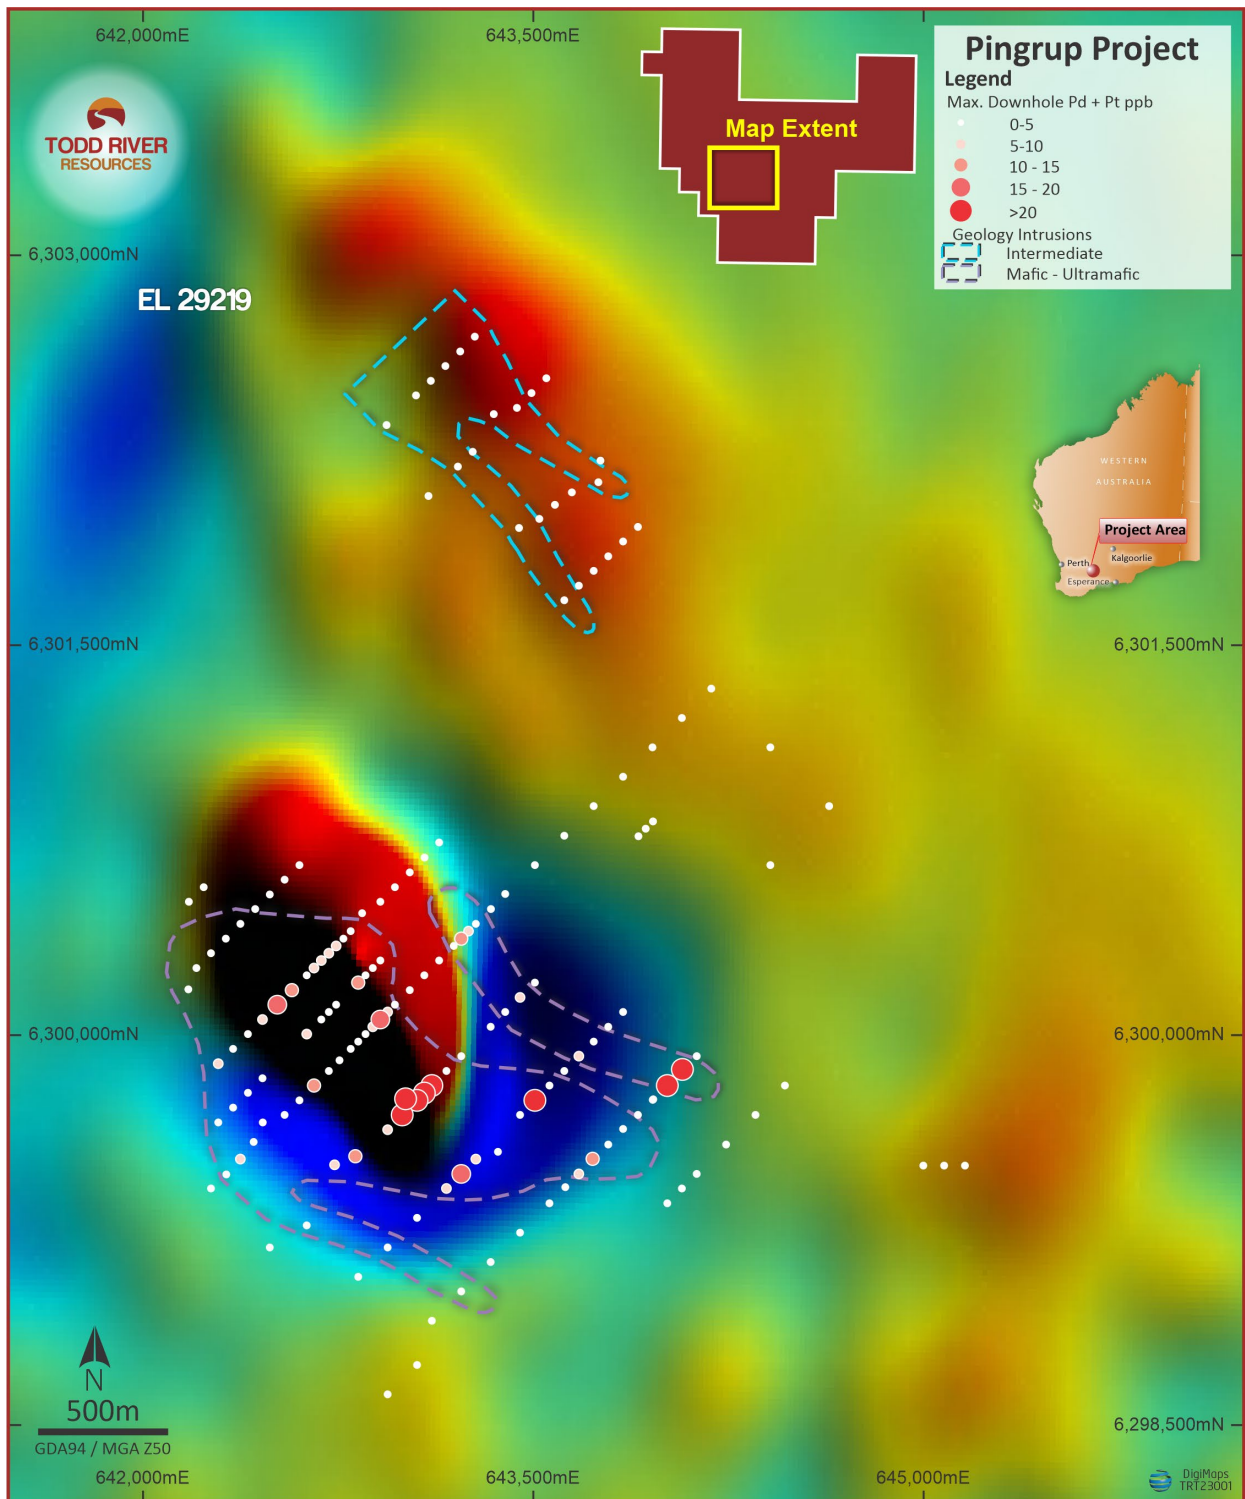 642,000mE
643,500mE
Pingrup Project
Legend
Max. Downhole Pd + Pt ppb
0-5
5-10
10 - 15
15 - 20
>20
Geology Intrusions
Intermediate
Mafic - Ultramafic
Map Extent
TODD RIVER
RESOURCES
6,303,000mN
EL 29219
WESTERN
AUSTRALIA
Project Area
Kalgoorlie
Perth
Esperance
6,301,500mN
6,301,500mN
6,300,000mN
6,300,000mN
N
500m
GDA94 / MGA Z50
6,298,500mN
642,000mE
643,500mE
645,000mE
DigiMaps
TRT23001